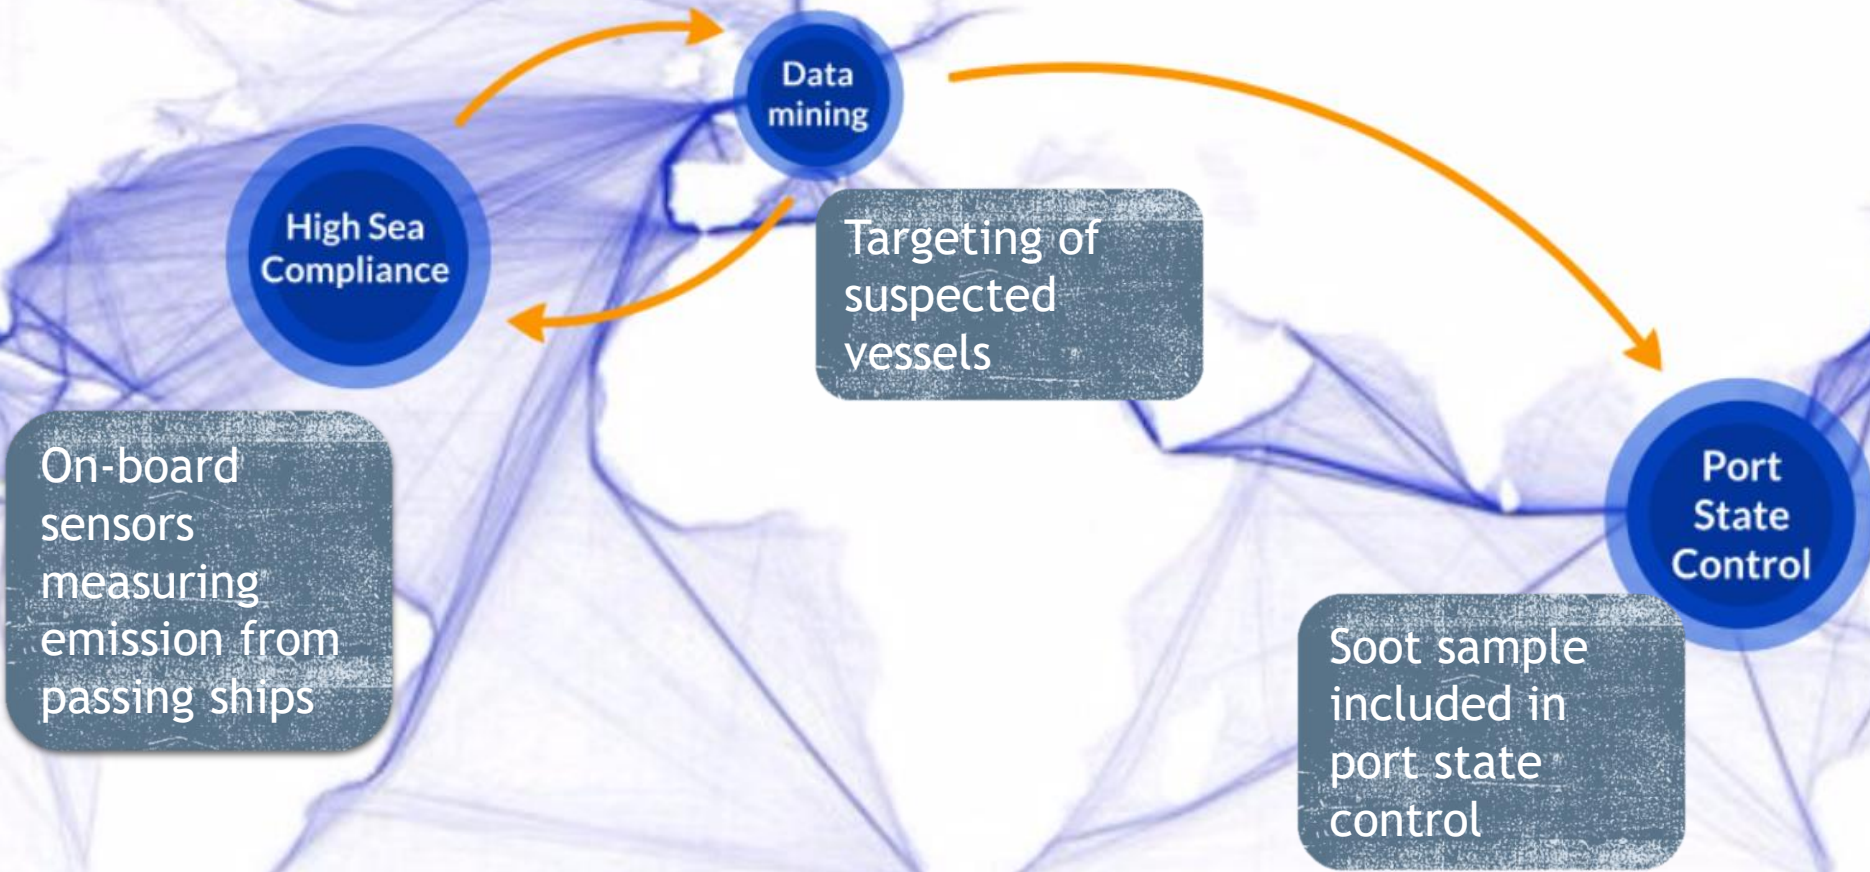 Data
mining
High Sea
Compliance
Targeting of
suspected
vessels
On-board
sensors
measuring
emission from
passing ships
Port
State
Control
Soot sample
included in
port state
control